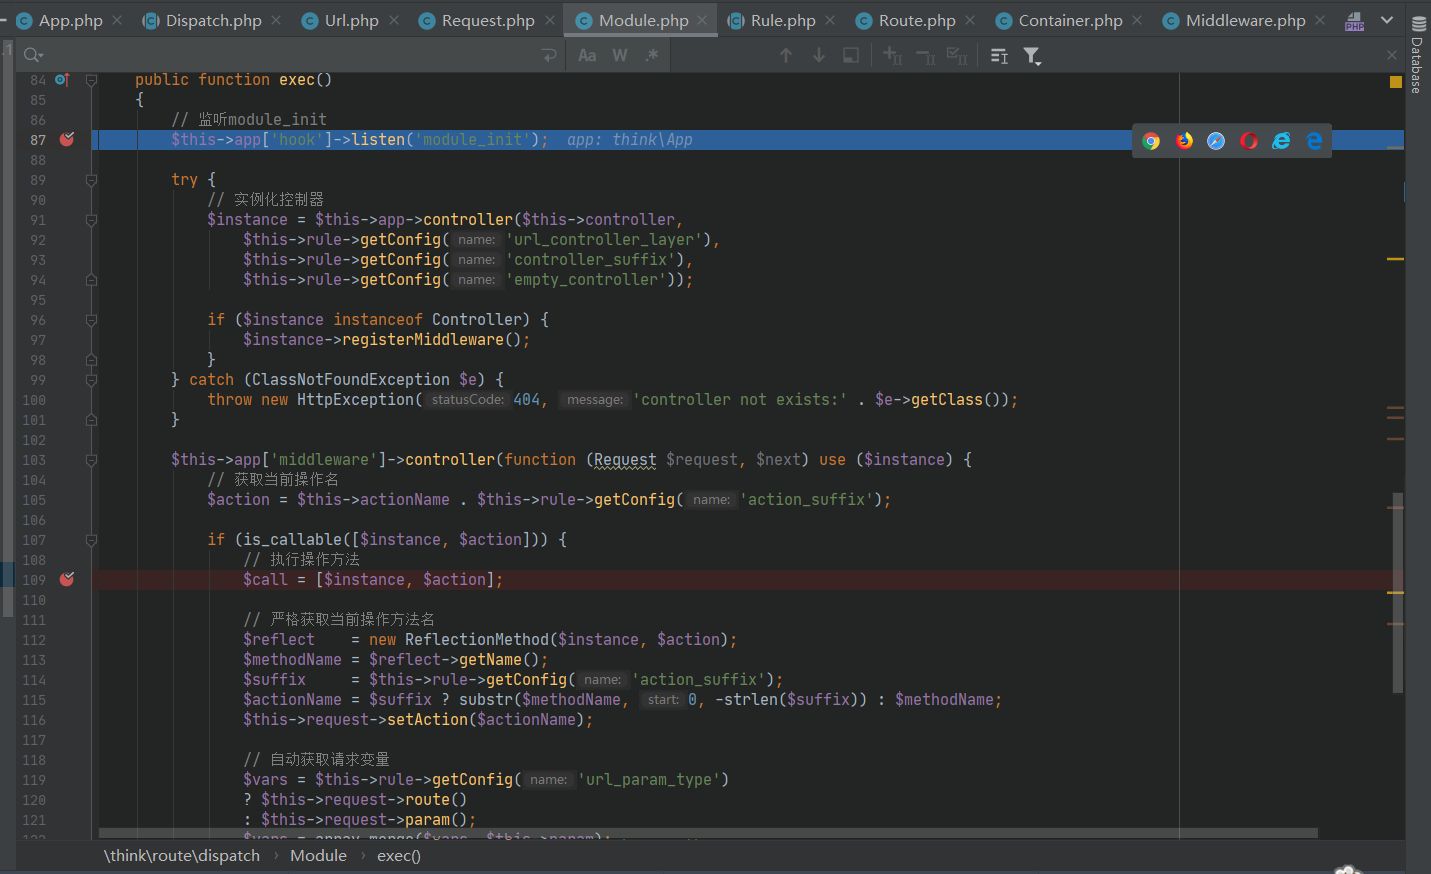 App.php Dispatch.php Url.php Request.php Module.php Rule.php Route.php Container.php Middleware.php
Database
Aa W .*
84 public function exec()
85 {
86 // 监听module_init
87 $this->app['hook']->listen('module_init'); app: think\App
88
89 try {
90 // 实例化控制器
91 $instance = $this->app->controller($this->controller,
92 $this->rule->getConfig( name: 'url_controller_layer'),
93 $this->rule->getConfig( name: 'controller_suffix'),
94 $this->rule->getConfig( name: 'empty_controller'));
95
96 if ($instance instanceof Controller) {
97 $instance->registerMiddleware();
98 }
99 } catch (ClassNotFoundException $e) {
100 throw new HttpException( statusCode: 404, message: 'controller not exists:' . $e->getClass());
101 }
102
103 $this->app['middleware']->controller(function (Request $request, $next) use ($instance) {
104 // 获取当前操作名
105 $action = $this->actionName . $this->rule->getConfig( name: 'action_suffix');
106
107 if (is_callable([$instance, $action])) {
108 // 执行操作方法
109 $call = [$instance, $action];
110
111 // 严格获取当前操作方法名
112 $reflect = new ReflectionMethod($instance, $action);
113 $methodName = $reflect->getName();
114 $suffix = $this->rule->getConfig( name: 'action_suffix');
115 $actionName = $suffix ? substr($methodName, start: 0, -strlen($suffix)) : $methodName;
116 $this->request->setAction($actionName);
117
118 // 自动获取请求变量
119 $vars = $this->rule->getConfig( name: 'url_param_type')
120 ? $this->request->route()
121 : $this->request->param();
122 $vars = array_merge($vars, $this->param);
\think\route\dispatch › Module › exec()